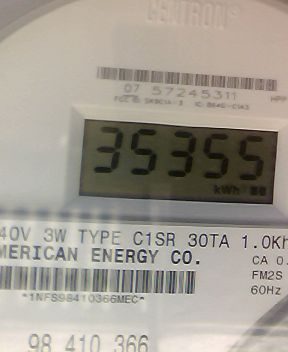 CENTRON®
07 57245311
35355
kWh
40V 3W TYPE C1SR 30TA 1.0Kh
MERICAN ENERGY CO.
CA 0.
FM2S
*1NFS98410366MEC*
60Hz
98 410 366